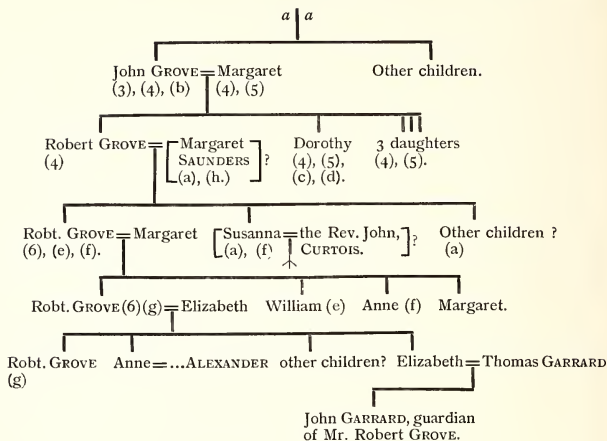 a a
John GROVE=Margaret Other children.
(3), (4), (b) (4), (5)
Robert GROVE= Margaret Dorothy 3 daughters
(4) SAUNDERS ? (4), (5), (4), (5).
(a), (h.) (c), (d).
Robt. GROVE=Margaret [Susanna=the Rev. John,]? Other children ?
(6), (e), (f). (a), (f) CURTOIS. (a)
Robt. GROVE (6)(g)=Elizabeth William (e) Anne (f) Margaret.
Robt. GROVE Anne=...ALEXANDER other children? Elizabeth=Thomas GARRARD
(g)
John GARRARD, guardian
of Mr. Robert GROVE.